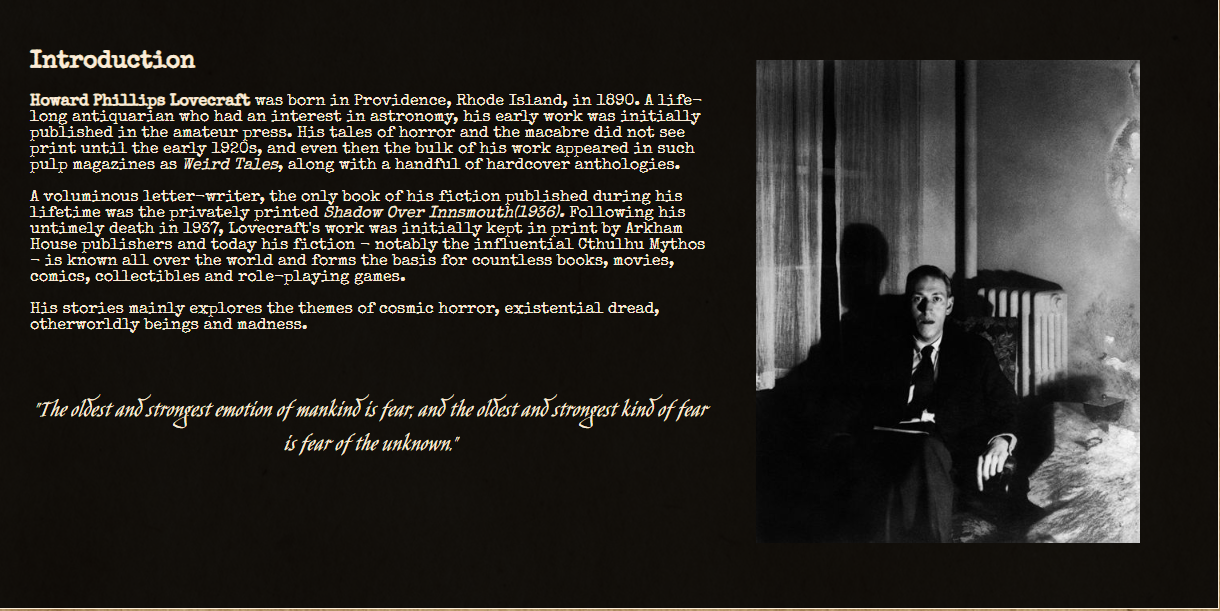 Introduction
Howard Phillips Lovecraft was born in Providence, Rhode Island, in 1890. A life-
long antiquarian who had an interest in astronomy, his early work was initially
published in the amateur press. His tales of horror and the macabre did not see
print until the early 1920s, and even then the bulk of his work appeared in such
pulp magazines as Weird Tales, along with a handful of hardcover anthologies.
A voluminous letter-writer, the only book of his fiction published during his
lifetime was the privately printed Shadow Over Innsmouth(1936). Following his
untimely death in 1937, Lovecraft's work was initially kept in print by Arkham
House publishers and today his fiction - notably the influential Cthulhu Mythos
- is known all over the world and forms the basis for countless books, movies,
comics, collectibles and role-playing games.
His stories mainly explores the themes of cosmic horror, existential dread,
otherworldly beings and madness.
"The oldest and strongest emotion of mankind is fear, and the oldest and strongest kind of fear
is fear of the unknown."